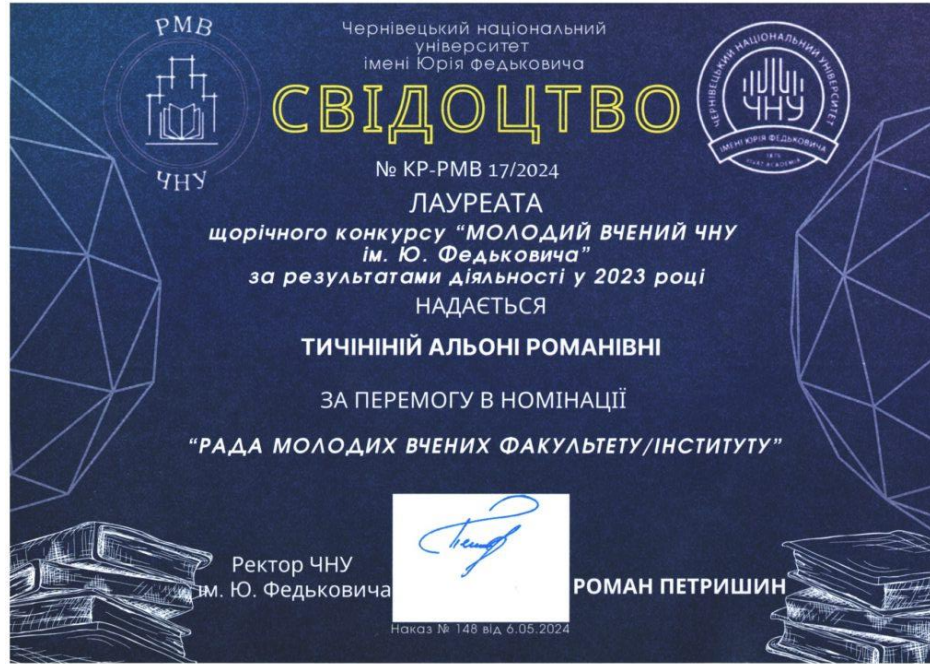 РМВ
ЧНУ
Чернівецький національний
університет
імені Юрія Федьковича
ЧЕРНІВЕЦЬКИЙ НАЦІОНАЛЬНИЙ УНІВЕРСИТЕТ
ЧНУ
ІМЕНІ ЮРІЯ ФЕДЬКОВИЧА
1875
СВІДОЦТВО
№ КР-РМВ 17/2024
ЛАУРЕАТА
щорічного конкурсу “МОЛОДИЙ ВЧЕНИЙ ЧНУ
ім. Ю. Федьковича”
за результатами діяльності у 2023 році
НАДАЄТЬСЯ
ТИЧІНІНІЙ АЛЬОНІ РОМАНІВНІ
ЗА ПЕРЕМОГУ В НОМІНАЦІЇ
“РАДА МОЛОДИХ ВЧЕНИХ ФАКУЛЬТЕТУ/ІНСТИТУТУ”
Ректор ЧНУ
ім. Ю. Федьковича
РОМАН ПЕТРИШИН
Наказ № 148 від 6.05.2024